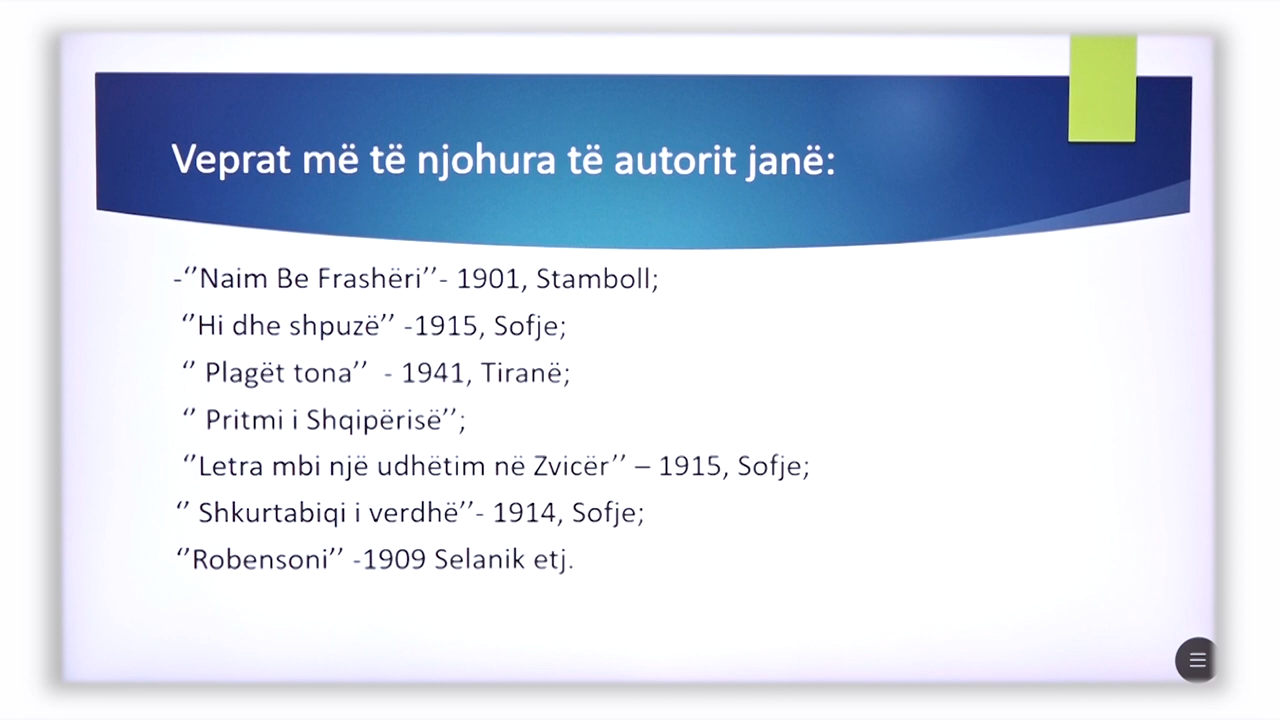 Veprat më të njohura të autorit janë:
-‘’Naim Be Frashëri’’- 1901, Stamboll;
‘’Hi dhe shpuzë’’ -1915, Sofje;
‘’ Plagët tona’’ - 1941, Tiranë;
‘’ Pritmi i Shqipërisë’’;
‘’Letra mbi një udhëtim në Zvicër’’ – 1915, Sofje;
‘’ Shkurtabiqi i verdhë’’- 1914, Sofje;
‘’Robensoni’’ -1909 Selanik etj.